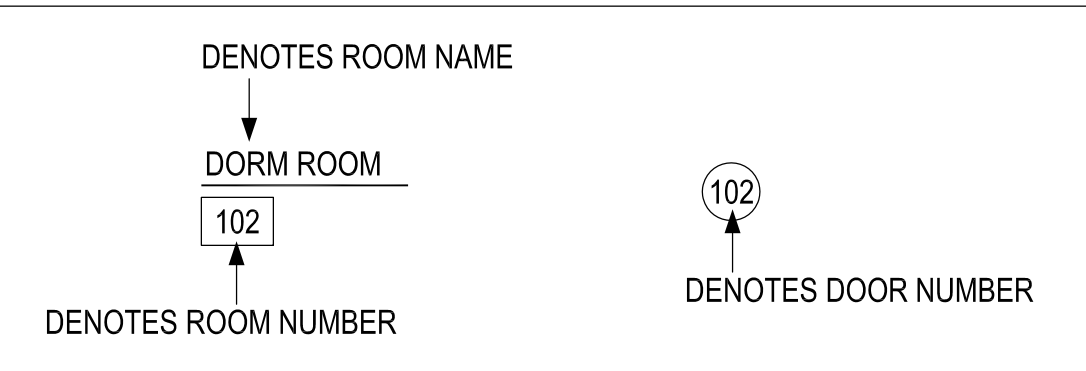 DENOTES ROOM NAME
DORM ROOM
102
DENOTES ROOM NUMBER
102
DENOTES DOOR NUMBER